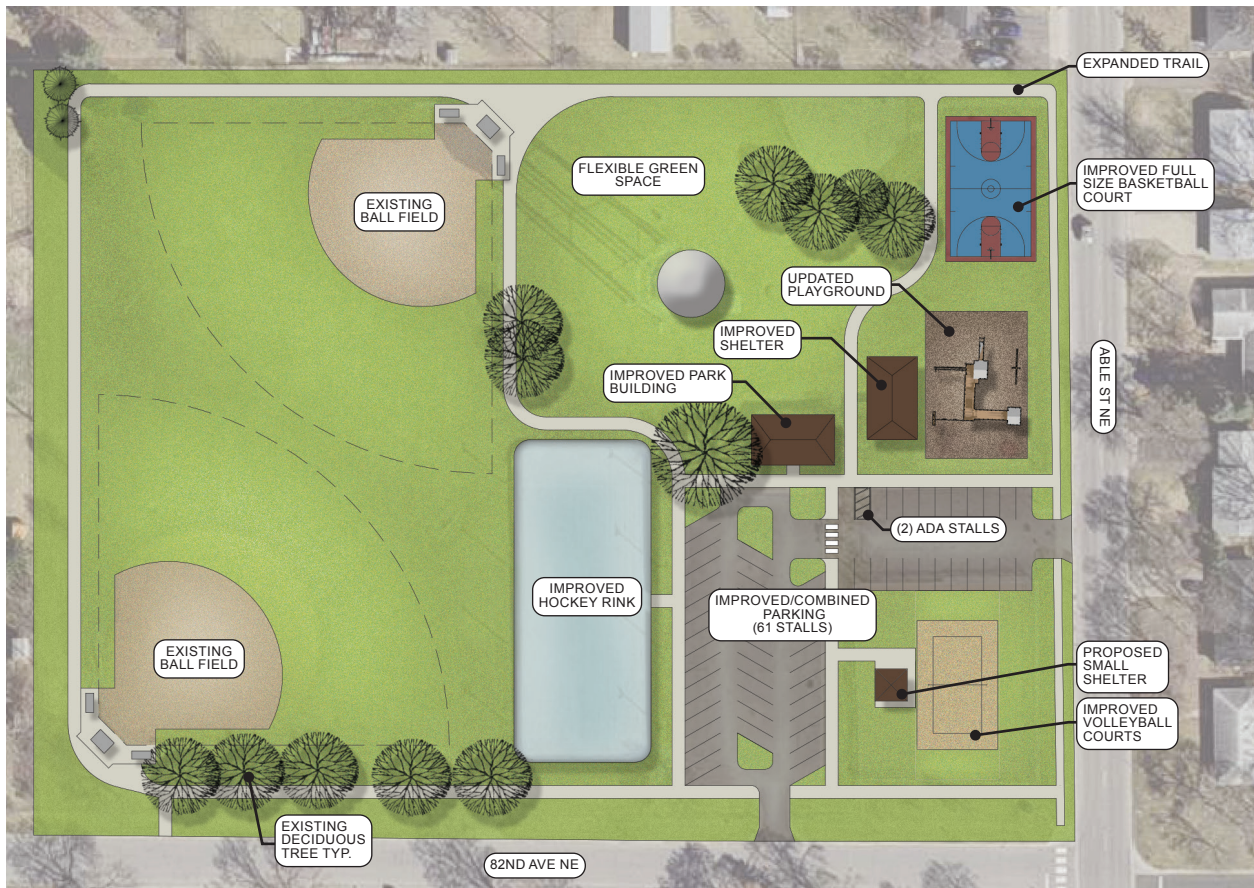 EXPANDED TRAIL
FLEXIBLE GREEN
SPACE
IMPROVED FULL
SIZE BASKETBALL
COURT
EXISTING
BALL FIELD
UPDATED
PLAYGROUND
IMPROVED
SHELTER
ABLE ST NE
IMPROVED PARK
BUILDING
(2) ADA STALLS
IMPROVED
HOCKEY RINK
IMPROVED/COMBINED
PARKING
(61 STALLS)
EXISTING
BALL FIELD
PROPOSED
SMALL
SHELTER
IMPROVED
VOLLEYBALL
COURTS
EXISTING
DECIDUOUS
TREE TYP.
82ND AVE NE